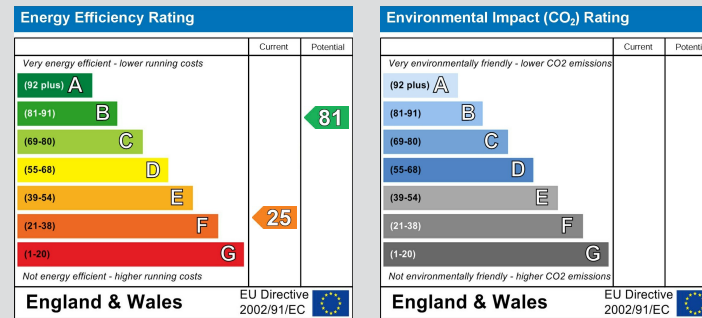 Energy Efficiency Rating
Current Potential
Very energy efficient - lower running costs
(92 plus) A
(81-91) B
81
(69-80) C
(55-68) D
(39-54) E
(21-38) F
25
(1-20) G
Not energy efficient - higher running costs
England & Wales
EU Directive
2002/91/EC
Environmental Impact (CO₂) Rating
Current Potenti
Very environmentally friendly - lower CO2 emissions
(92 plus) A
(81-91) B
(69-80) C
(55-68) D
(39-54) E
(21-38) F
(1-20) G
Not environmentally friendly - higher CO2 emissions
England & Wales
EU Directive
2002/91/EC